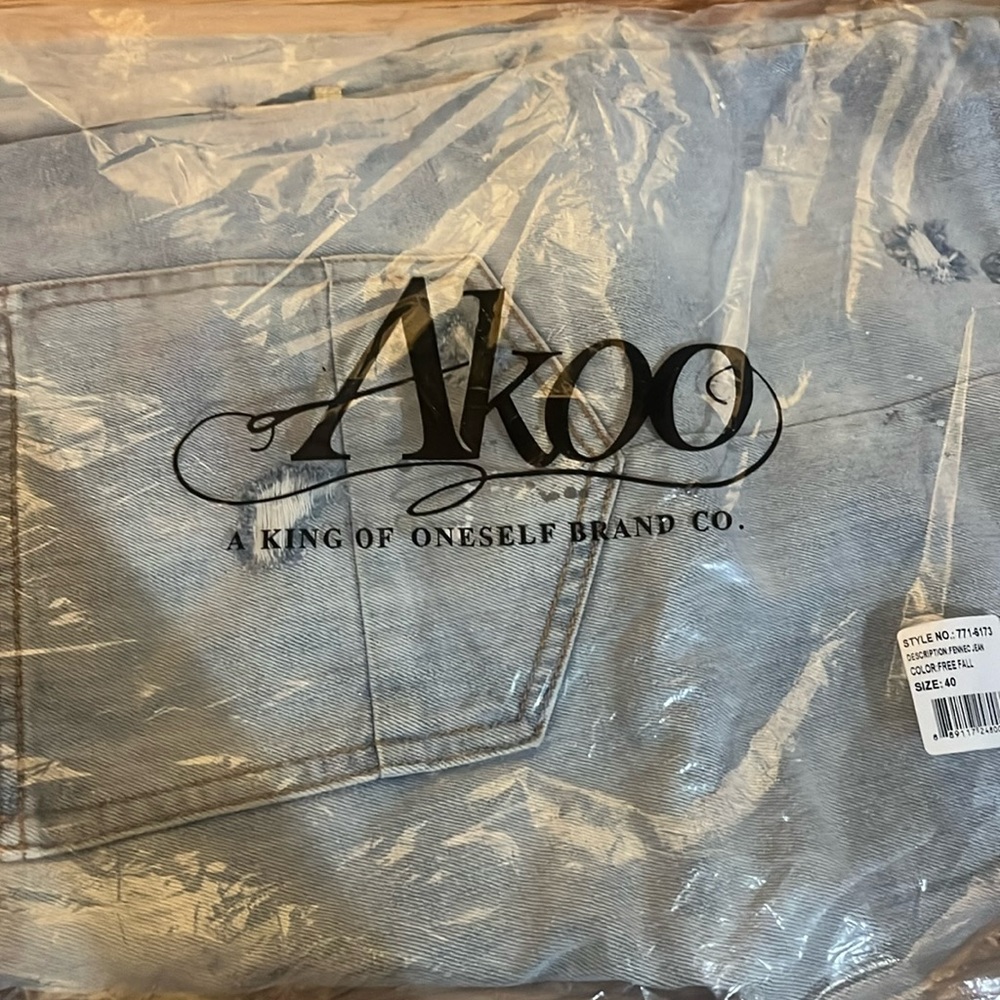 Akoo
A KING OF ONESELF BRAND CO.
STYLE NO.: 771-6173
DESCRIPTION:FENNEC JEAN
COLOR:FREE FALL
SIZE: 40